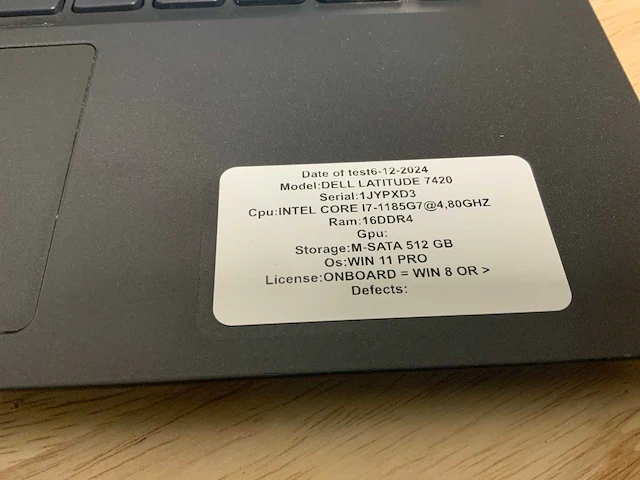 Date of test6-12-2024
Model:DELL LATITUDE 7420
Serial:1JYPXD3
Cpu:INTEL CORE I7-1185G7@4,80GHZ
Ram:16DDR4
Gpu:
Storage:M-SATA 512 GB
Os:WIN 11 PRO
License:ONBOARD = WIN 8 OR >
Defects: